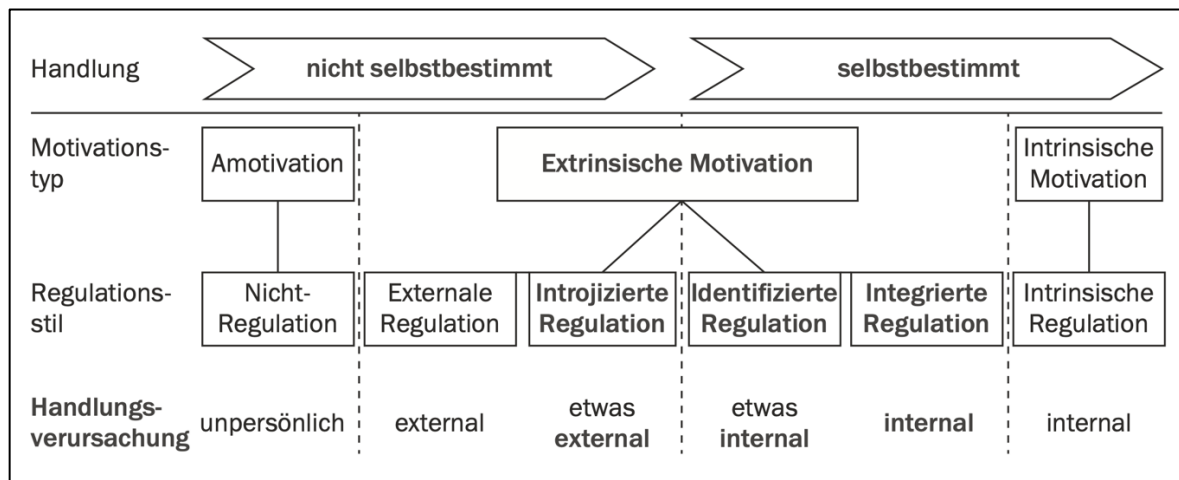 Handlung
nicht selbstbestimmt
selbstbestimmt
Motivations-
typ
Amotivation
Extrinsische Motivation
Intrinsische
Motivation
Regulations-
stil
Nicht-
Regulation
Externale
Regulation
Introjizierte
Regulation
Identifizierte
Regulation
Integrierte
Regulation
Intrinsische
Regulation
Handlungs-
verursachung
unpersönlich
external
etwas
external
etwas
internal
internal
internal